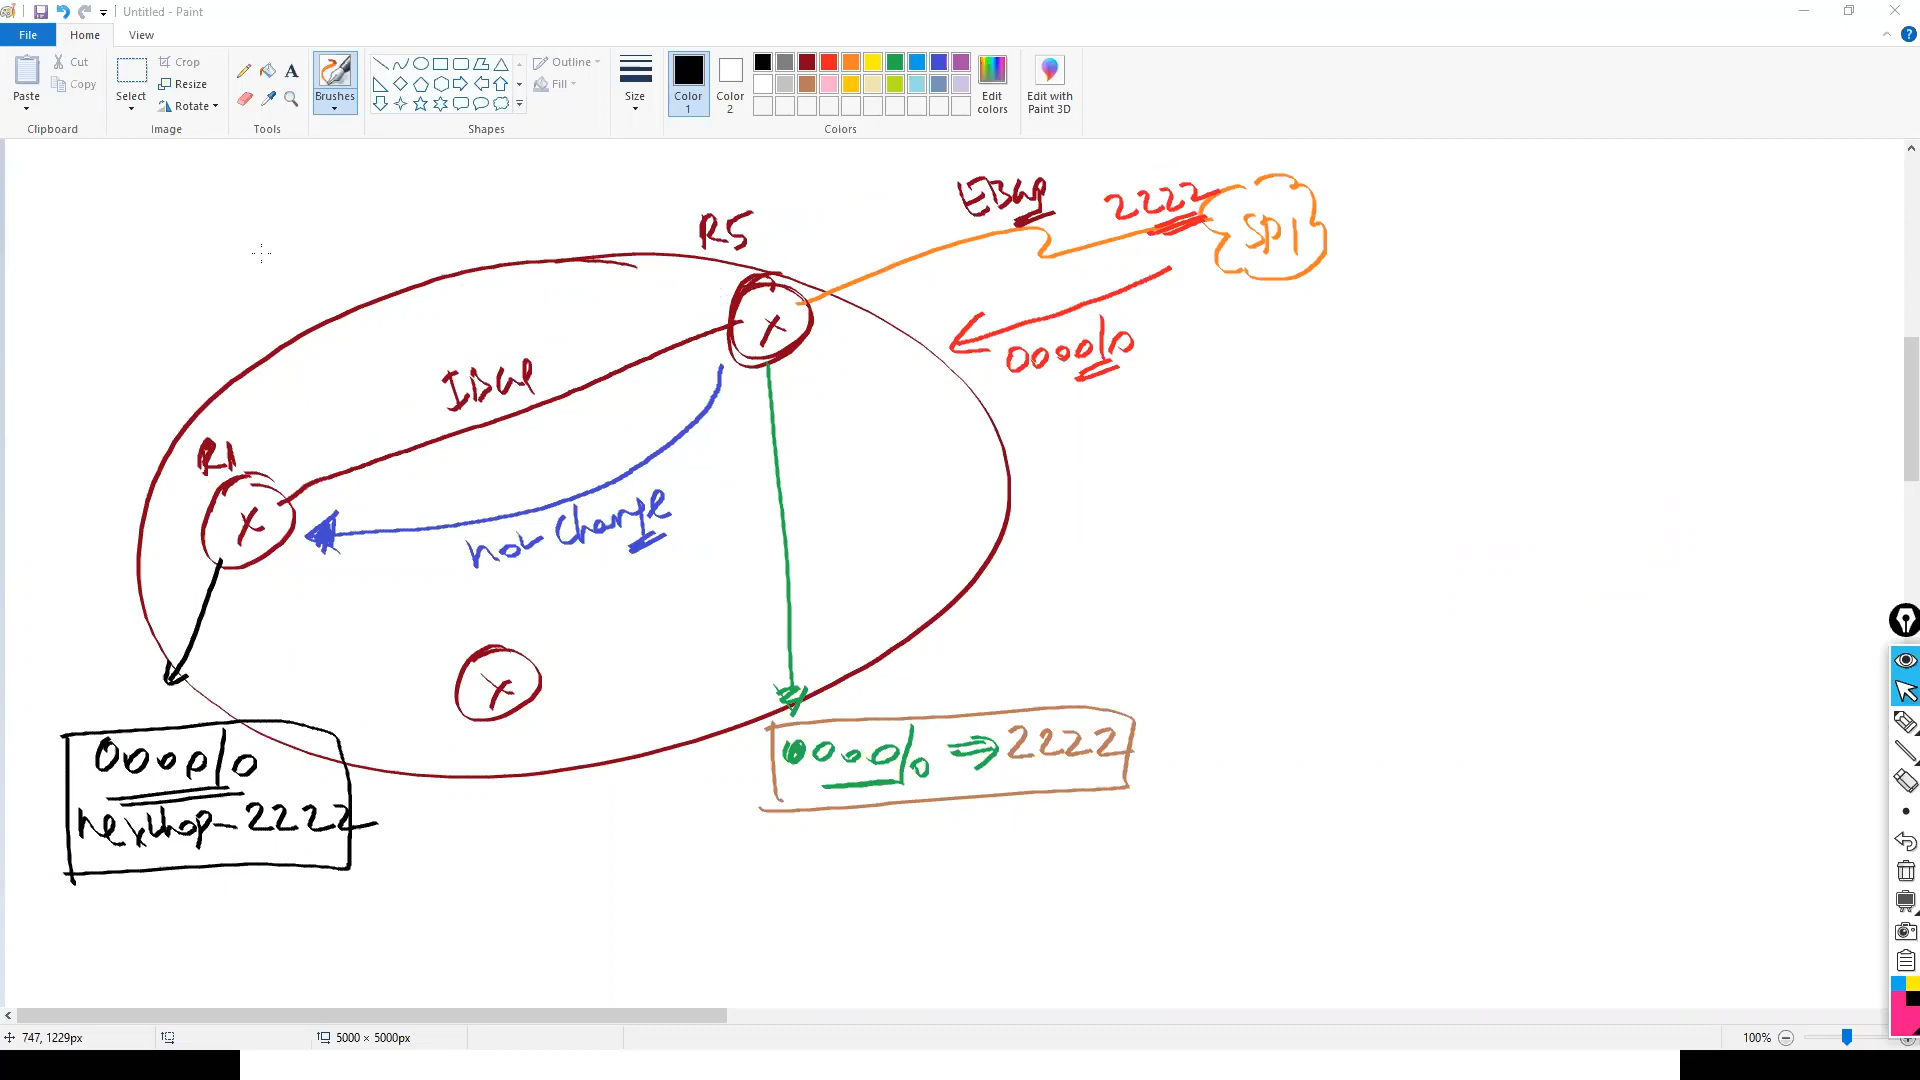 Untitled - Paint
File Home View
Cut
Copy
Paste
Clipboard
Select
Crop
Resize
Rotate
Image
A
Tools
Brushes
Outline
Fill
Shapes
Size
Color 1
Color 2
Edit colors
Edit with Paint 3D
Colors
EBGP
2222
SP1
R5
0000/0
IBGP
R1
X
X
not change
X
0000/0
nexthop-2222
0000/0 => 2222
747, 1229px
5000 × 5000px
100%